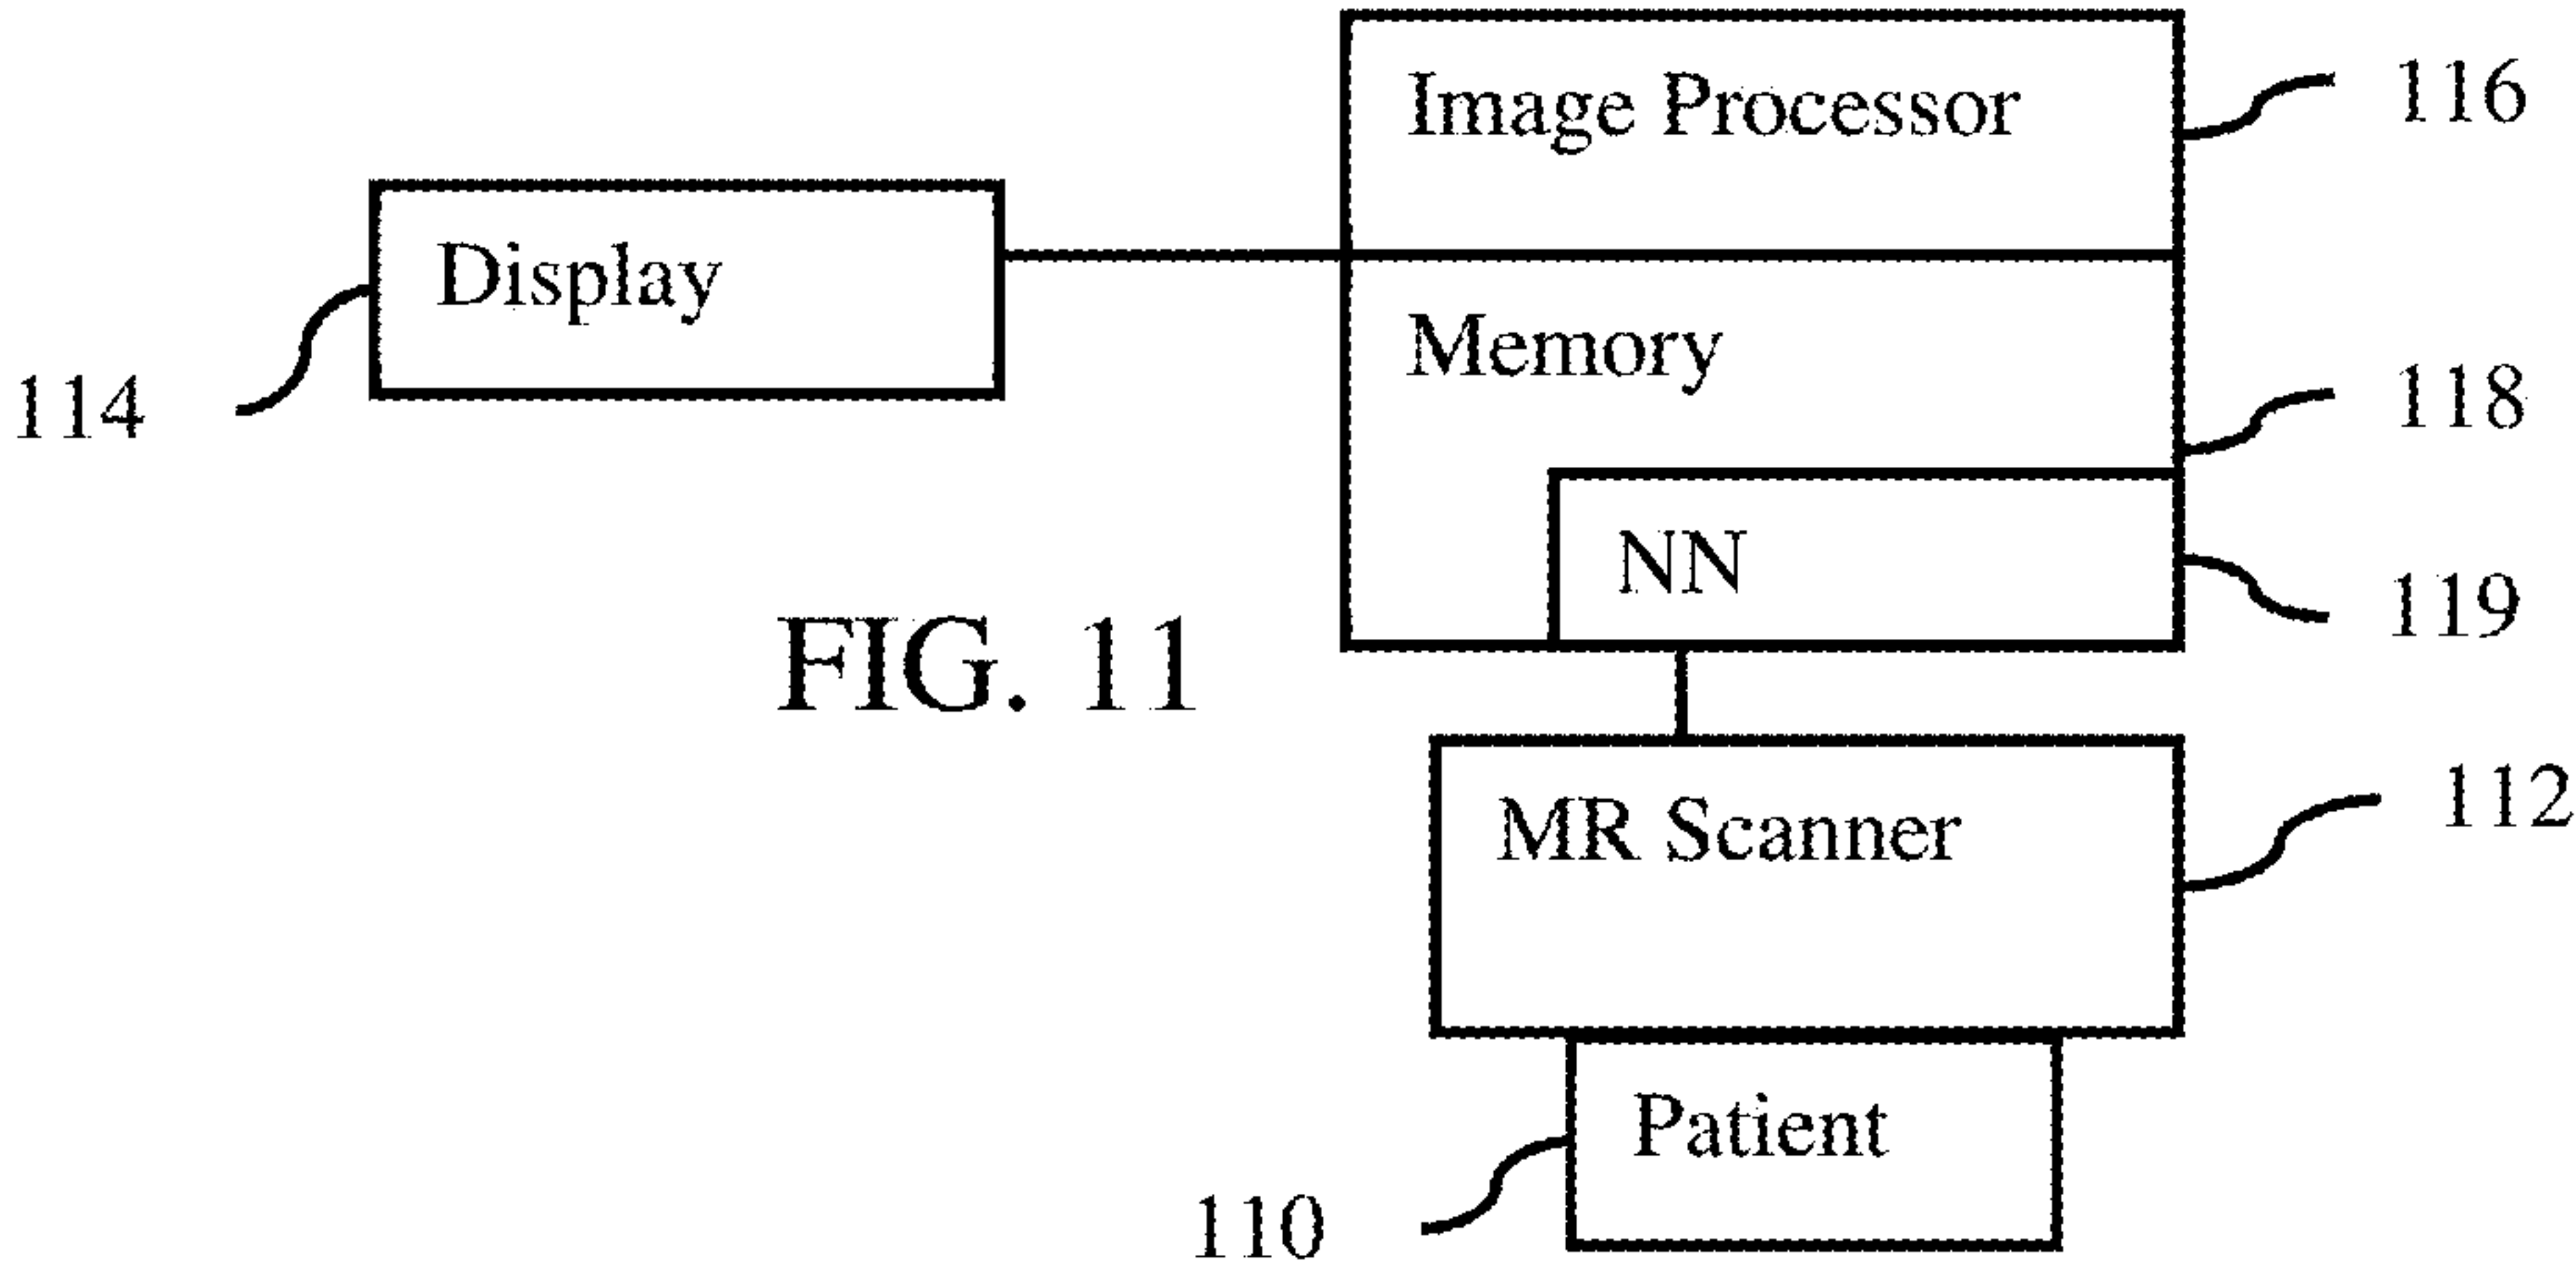 Image Processor
116
Display
114
Memory
118
NN
119
FIG. 11
MR Scanner
112
Patient
110